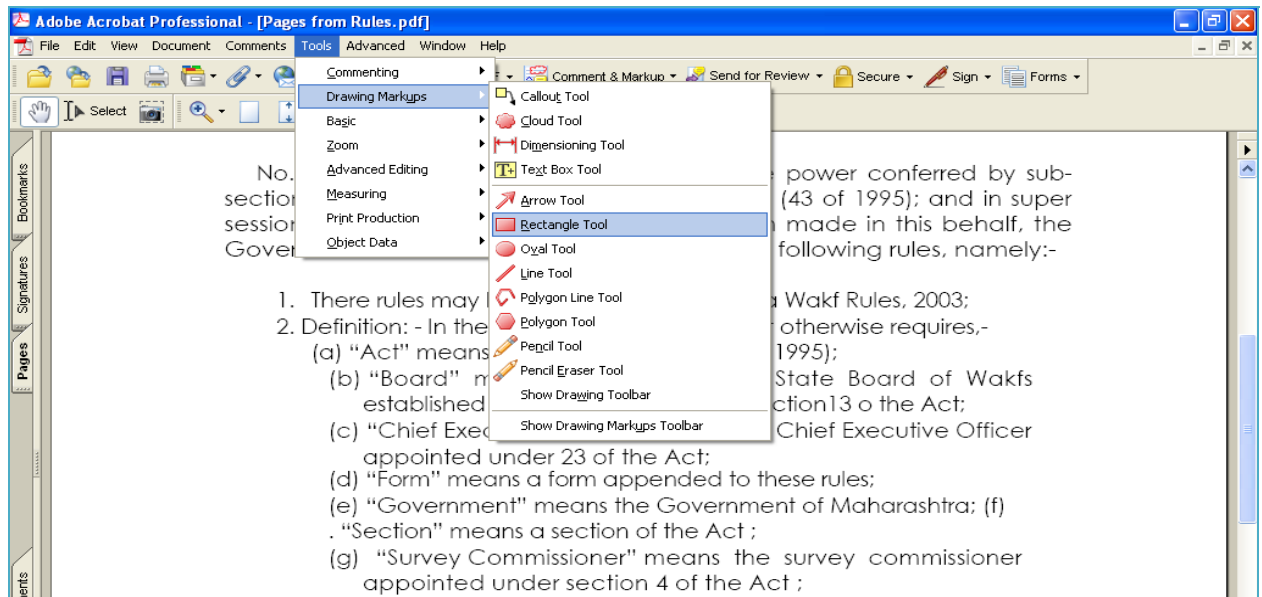 Adobe Acrobat Professional - [Pages from Rules.pdf]
File Edit View Document Comments Tools Advanced Window Help
Comment & Markup Send for Review Secure Sign Forms
Select
Commenting
Drawing Markups
Basic
Zoom
Advanced Editing
Measuring
Print Production
Object Data
Callout Tool
Cloud Tool
Dimensioning Tool
Text Box Tool
Arrow Tool
Rectangle Tool
Oval Tool
Line Tool
Polygon Line Tool
Polygon Tool
Pencil Tool
Pencil Eraser Tool
Show Drawing Toolbar
Show Drawing Markups Toolbar
Bookmarks
Signatures
Pages
No. power conferred by sub-
section (43 of 1995); and in super
session made in this behalf, the
Gover following rules, namely:-
1. There rules may Wakf Rules, 2003;
2. Definition: - In the otherwise requires,-
(a) “Act” means 1995);
(b) “Board” State Board of Wakfs
established ction13 o the Act;
(c) “Chief Exec Chief Executive Officer
appointed under 23 of the Act;
(d) “Form” means a form appended to these rules;
(e) “Government” means the Government of Maharashtra; (f)
. “Section” means a section of the Act ;
(g) “Survey Commissioner” means the survey commissioner
appointed under section 4 of the Act ;